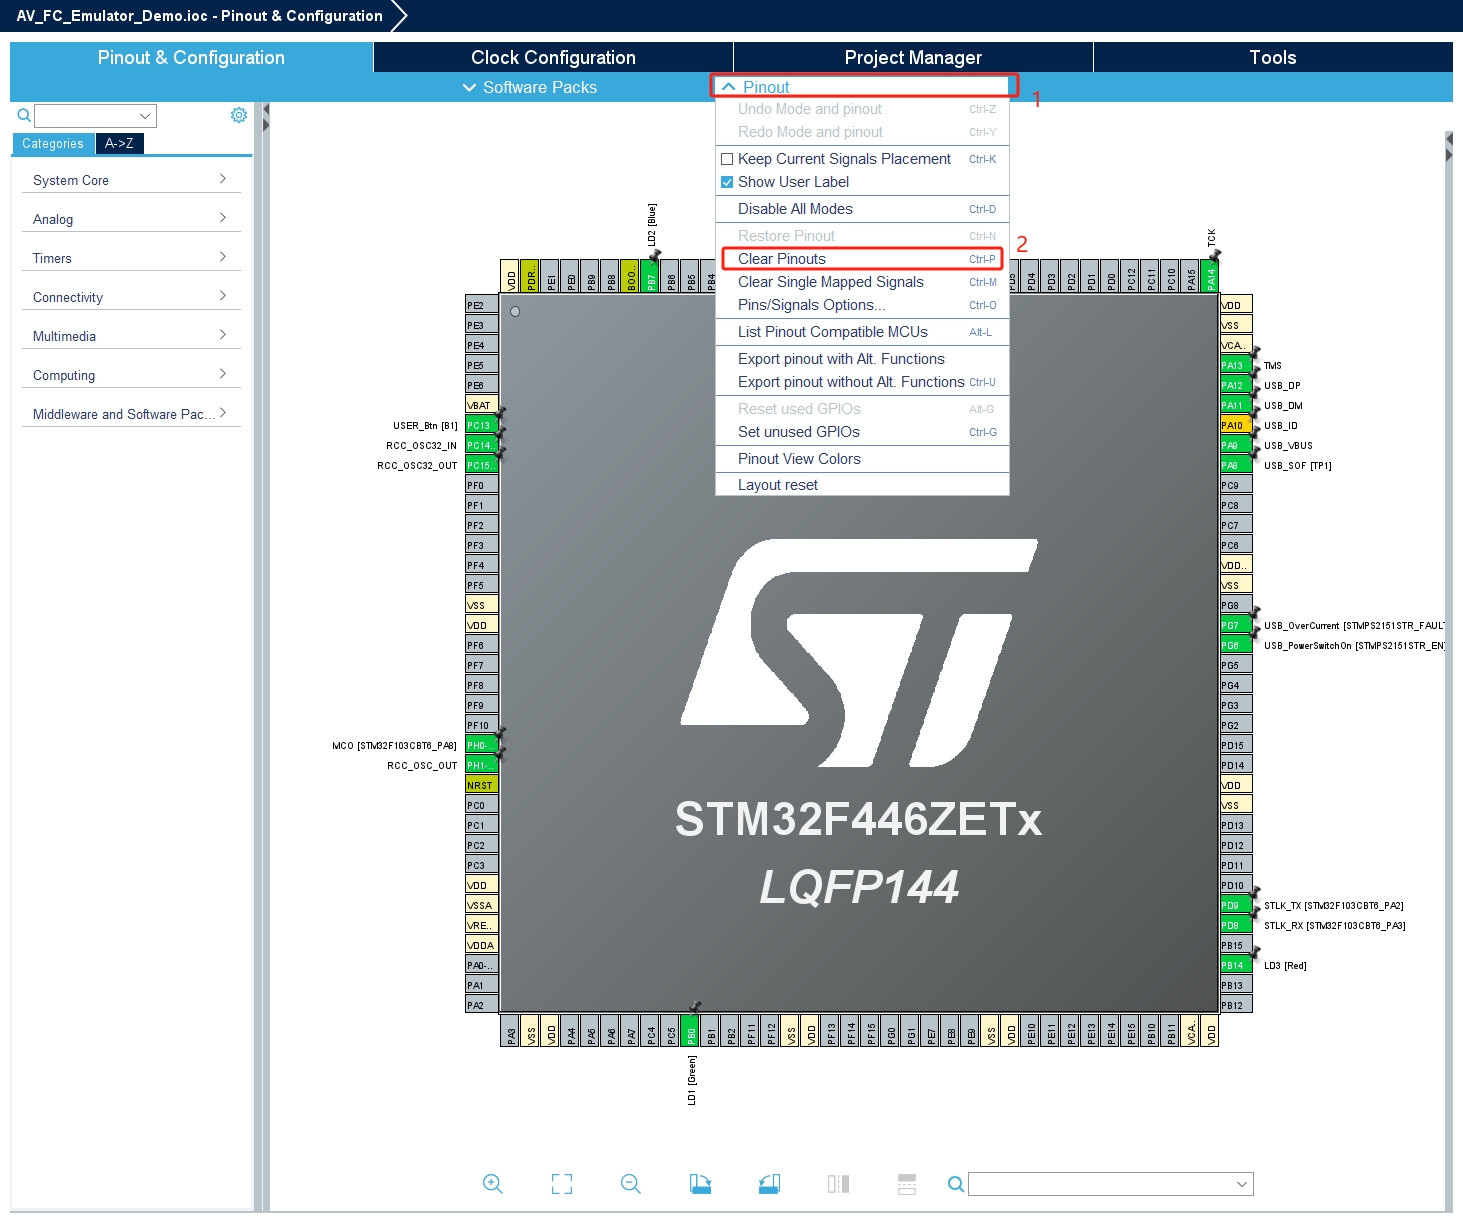 AV_FC_Emulator_Demo.ioc - Pinout & Configuration
Pinout & Configuration
Clock Configuration
Project Manager
Tools
Software Packs
Pinout
1
Categories
A->Z
System Core
Analog
Timers
Connectivity
Multimedia
Computing
Middleware and Software Pac...
Undo Mode and pinout Ctrl-Z
Redo Mode and pinout Ctrl-Y
Keep Current Signals Placement Ctrl-K
Show User Label
Disable All Modes Ctrl-D
Restore Pinout Ctrl-N
2
Clear Pinouts Ctrl-P
Clear Single Mapped Signals Ctrl-M
Pins/Signals Options... Ctrl-O
List Pinout Compatible MCUs Alt-L
Export pinout with Alt. Functions
Export pinout without Alt. Functions Ctrl-U
Reset used GPIOs Alt-G
Set unused GPIOs Ctrl-G
Pinout View Colors
Layout reset
LD2 [Blue]
TCK
VDD
PDR..
PE1
PE0
PB9
PB8
BOO..
PB7
PB6
PB5
PB4
PD5
PD4
PD3
PD2
PD1
PD0
PC12
PC11
PC10
PA15
PA14
PE2
PE3
PE4
PE5
PE6
VBAT
USER_Btn [B1] PC13
RCC_OSC32_IN PC14..
RCC_OSC32_OUT PC15..
PF0
PF1
PF2
PF3
PF4
PF5
VSS
VDD
PF6
PF7
PF8
PF9
PF10
MCO [STM32F103CBT6_PA8] PH0-..
RCC_OSC_OUT PH1-..
NRST
PC0
PC1
PC2
PC3
VDD
VSSA
VRE..
VDDA
PA0-..
PA1
PA2
STM32F446ZETx
LQFP144
VDD
VSS
VCA..
PA13 TMS
PA12 USB_DP
PA11 USB_DM
PA10 USB_ID
PA9 USB_VBUS
PA8 USB_SOF [TP1]
PC9
PC8
PC7
PC6
VDD..
VSS
PG8
PG7 USB_OverCurrent [STMPS2151STR_FAULT
PG6 USB_PowerSwitchOn [STMPS2151STR_EN]
PG5
PG4
PG3
PG2
PD15
PD14
VDD
VSS
PD13
PD12
PD11
PD10
PD9 STLK_TX [STM32F103CBT6_PA2]
PD8 STLK_RX [STM32F103CBT6_PA3]
PB15
PB14 LD3 [Red]
PB13
PB12
PA3
VSS
VDD
PA4
PA5
PA6
PA7
PC4
PC5
PB0
PB1
PB2
PF11
PF12
VSS
VDD
PF13
PF14
PF15
PG0
PG1
PE7
PE8
PE9
VSS
VDD
PE10
PE11
PE12
PE13
PE14
PE15
PB10
PB11
VCA..
VDD
LD1 [Green]